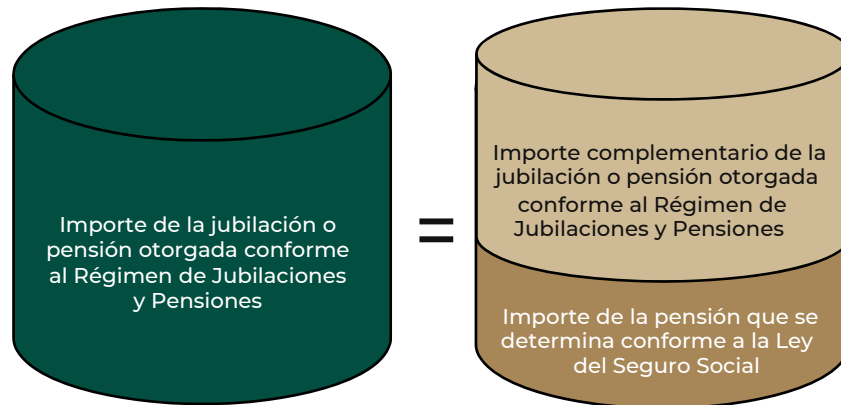 Importe de la jubilación o
pensión otorgada conforme
al Régimen de Jubilaciones
y Pensiones
=
Importe complementario de la
jubilación o pensión otorgada
conforme al Régimen de
Jubilaciones y Pensiones
Importe de la pensión que se
determina conforme a la Ley
del Seguro Social